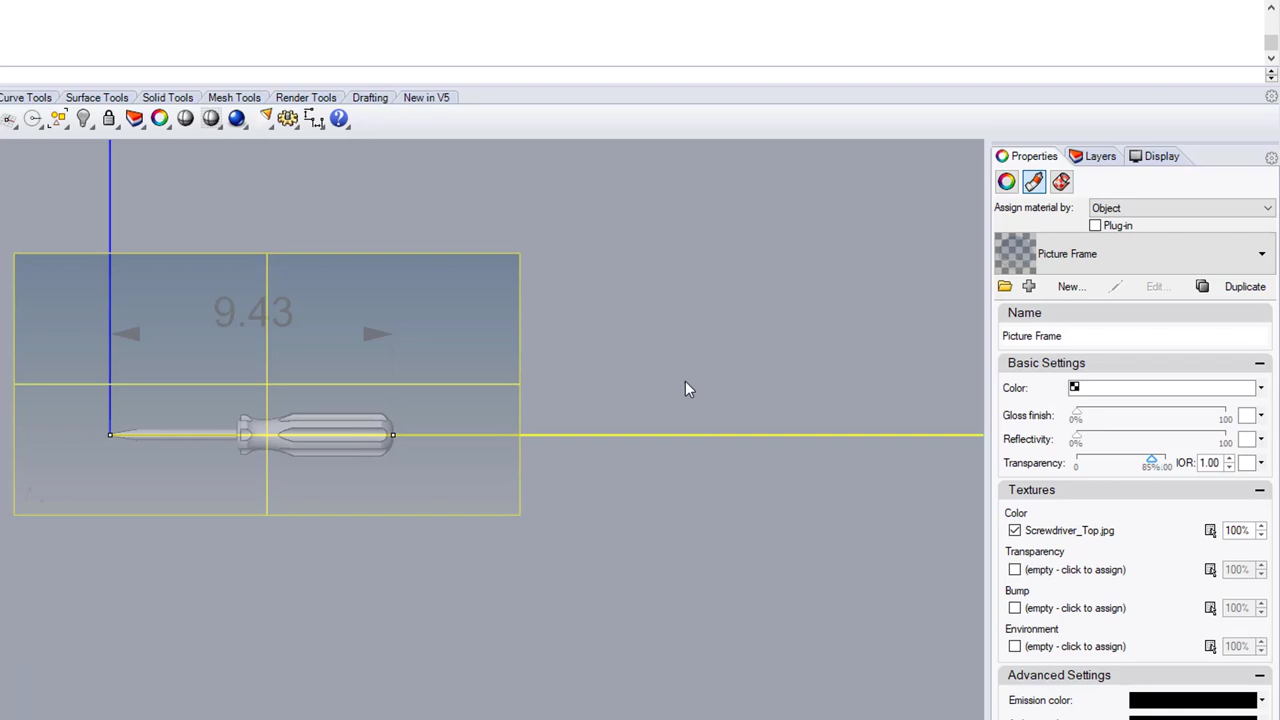 Curve Tools Surface Tools Solid Tools Mesh Tools Render Tools Drafting New in V5
Properties Layers Display
Assign material by: Object
Plug-in
Picture Frame
New... Edit... Duplicate
Name
Picture Frame
Basic Settings
9.43
Color:
Gloss finish: 0% 100
Reflectivity: 0% 100
Transparency: 0 85% IOR: 1.00
Textures
Color
Screwdriver_Top.jpg 100%
Transparency
(empty - click to assign) 100%
Bump
(empty - click to assign) 100%
Environment
(empty - click to assign) 100%
Advanced Settings
Emission color: